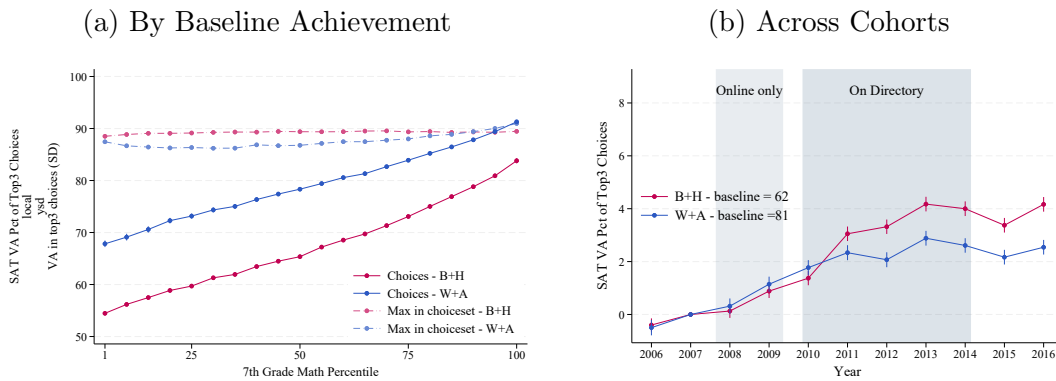 (a) By Baseline Achievement
SAT VA Pct of Top3 Choices
local
ysd
VA in top3 choices (SD)
100
90
80
70
60
50
Choices - B+H
Choices - W+A
Max in choiceset - B+H
Max in choiceset - W+A
1
25
50
75
100
7th Grade Math Percentile
(b) Across Cohorts
SAT VA Pct of Top3 Choices
8
6
4
2
0
Online only
On Directory
B+H - baseline = 62
W+A - baseline =81
2006 2007 2008 2009 2010 2011 2012 2013 2014 2015 2016
Year